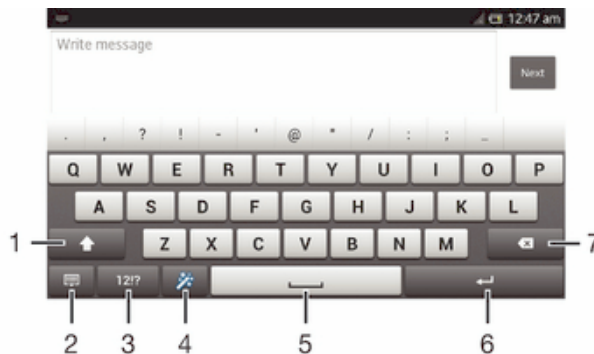 12:47 am
Write message
Next
. , ? ! - ' @ " / : ; _
Q W E R T Y U I O P
A S D F G H J K L
1 Z X C V B N M 7
12!?
2 3 4 5 6